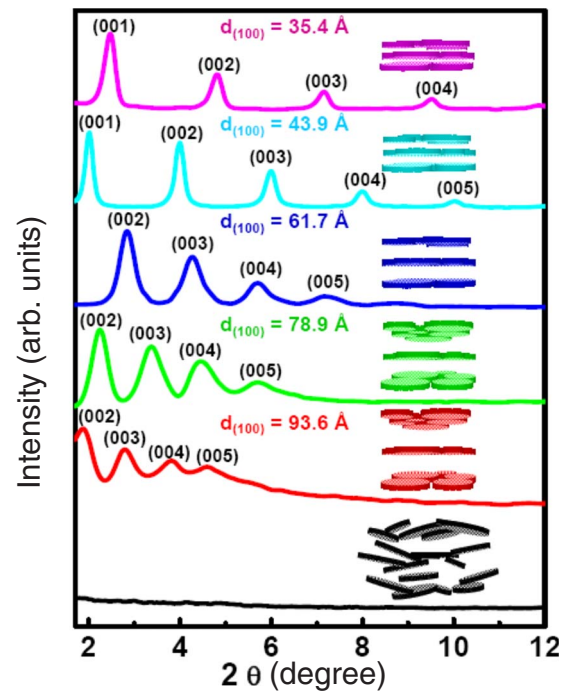 (001) d(100) = 35.4 Å
(002)
(003)
(004)
(001) d(100) = 43.9 Å
(002)
(003)
(004)
(005)
(002) d(100) = 61.7 Å
(003)
(004)
(005)
(002) d(100) = 78.9 Å
(003)
(004)
(005)
(002) d(100) = 93.6 Å
(003)
(004)
(005)
Intensity (arb. units)
2 4 6 8 10 12
2 θ (degree)